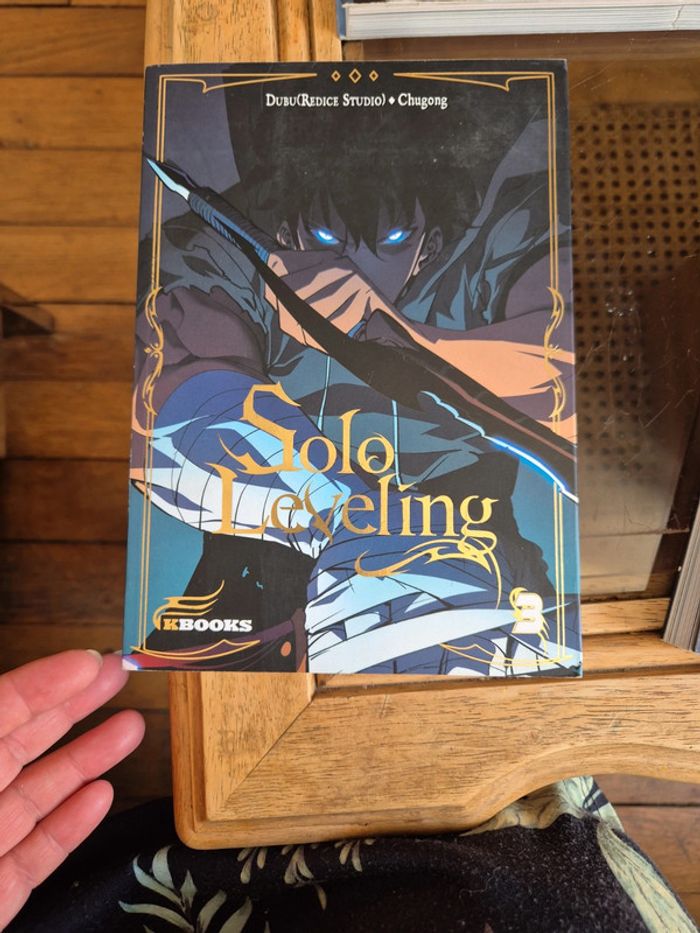 DUBU(REDICE STUDIO) ♦ Chugong
Solo
Leveling
KBOOKS
3